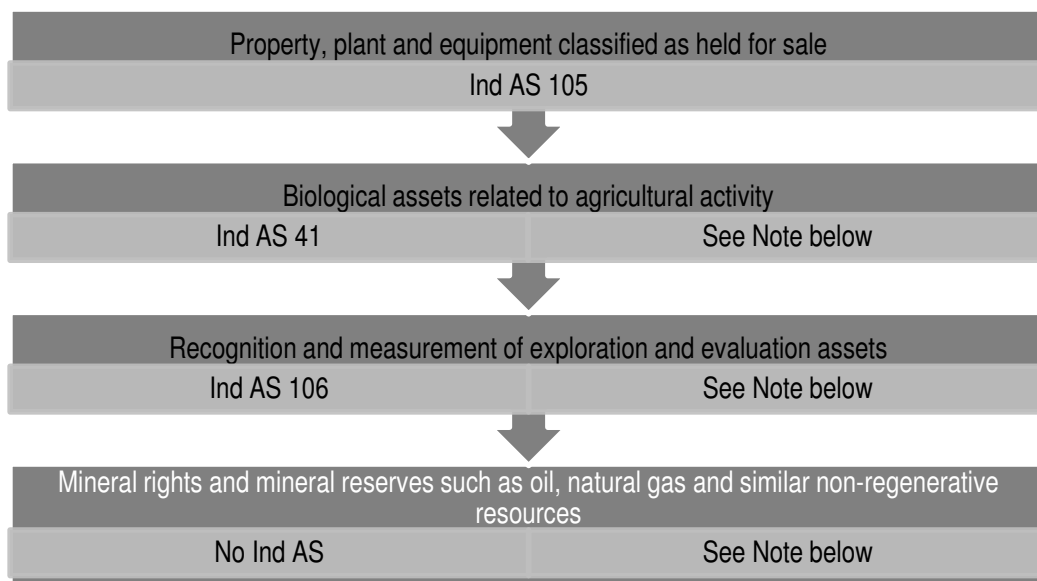 Property, plant and equipment classified as held for sale
Ind AS 105
Biological assets related to agricultural activity
Ind AS 41
See Note below
Recognition and measurement of exploration and evaluation assets
Ind AS 106
See Note below
Mineral rights and mineral reserves such as oil, natural gas and similar non-regenerative
resources
No Ind AS
See Note below